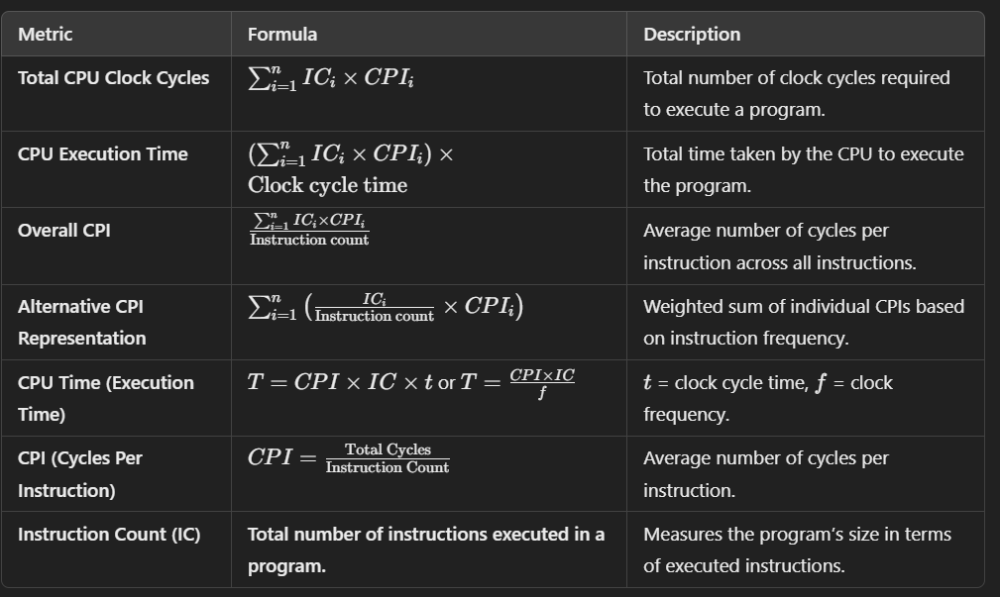 Metric Formula Description
Total CPU Clock Cycles $\sum_{i=1}^{n} IC_i \times CPI_i$ Total number of clock cycles required
to execute a program.
CPU Execution Time $(\sum_{i=1}^{n} IC_i \times CPI_i) \times$ Total time taken by the CPU to execute
Clock cycle time the program.
Overall CPI $\frac{\sum_{i=1}^{n} IC_i \times CPI_i}{\text{Instruction count}}$ Average number of cycles per
instruction across all instructions.
Alternative CPI $\sum_{i=1}^{n} \left( \frac{IC_i}{\text{Instruction count}} \times CPI_i \right)$ Weighted sum of individual CPIs based
Representation on instruction frequency.
CPU Time (Execution $T = CPI \times IC \times t$ or $T = \frac{CPI \times IC}{f}$ $t$ = clock cycle time, $f$ = clock
Time) frequency.
CPI (Cycles Per $CPI = \frac{\text{Total Cycles}}{\text{Instruction Count}}$ Average number of cycles per
Instruction) instruction.
Instruction Count (IC) Total number of instructions executed in a Measures the program's size in terms
program. of executed instructions.